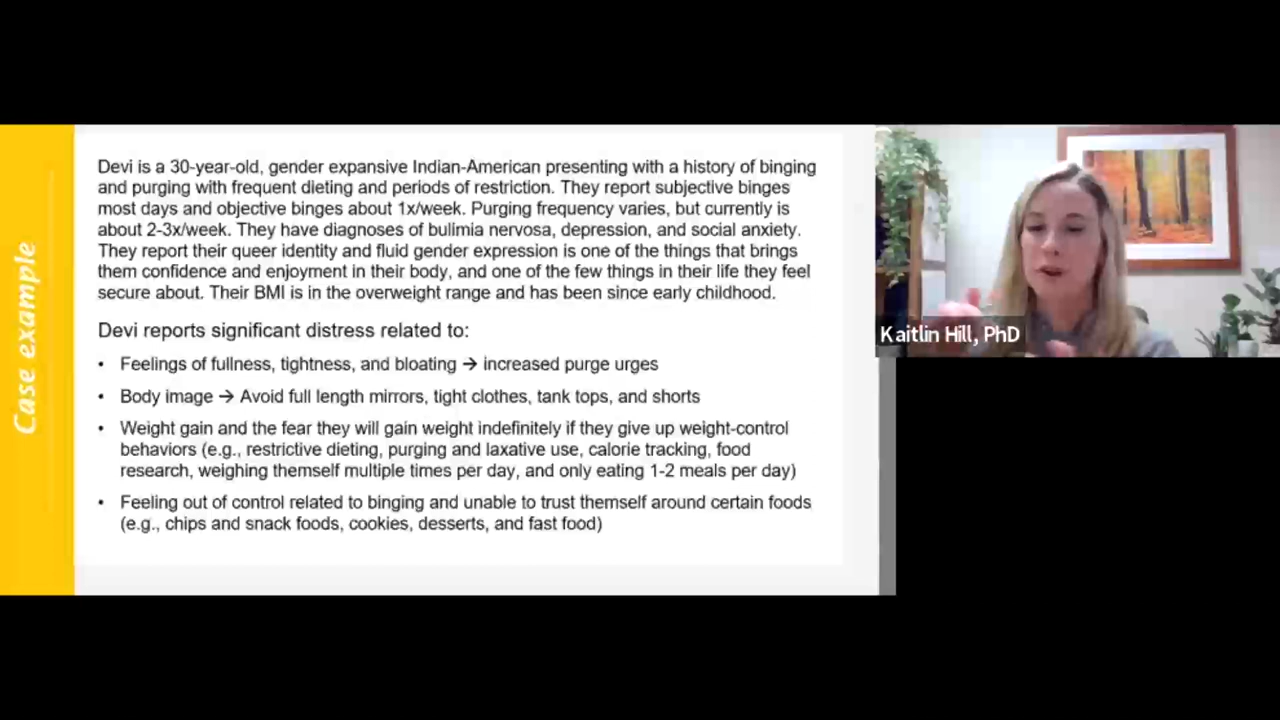 Case example
Devi is a 30-year-old, gender expansive Indian-American presenting with a history of binging
and purging with frequent dieting and periods of restriction. They report subjective binges
most days and objective binges about 1x/week. Purging frequency varies, but currently is
about 2-3x/week. They have diagnoses of bulimia nervosa, depression, and social anxiety.
They report their queer identity and fluid gender expression is one of the things that brings
them confidence and enjoyment in their body, and one of the few things in their life they feel
secure about. Their BMI is in the overweight range and has been since early childhood.
Devi reports significant distress related to:
• Feelings of fullness, tightness, and bloating → increased purge urges
• Body image → Avoid full length mirrors, tight clothes, tank tops, and shorts
• Weight gain and the fear they will gain weight indefinitely if they give up weight-control
behaviors (e.g., restrictive dieting, purging and laxative use, calorie tracking, food
research, weighing themself multiple times per day, and only eating 1-2 meals per day)
• Feeling out of control related to binging and unable to trust themself around certain foods
(e.g., chips and snack foods, cookies, desserts, and fast food)
Kaitlin Hill, PhD